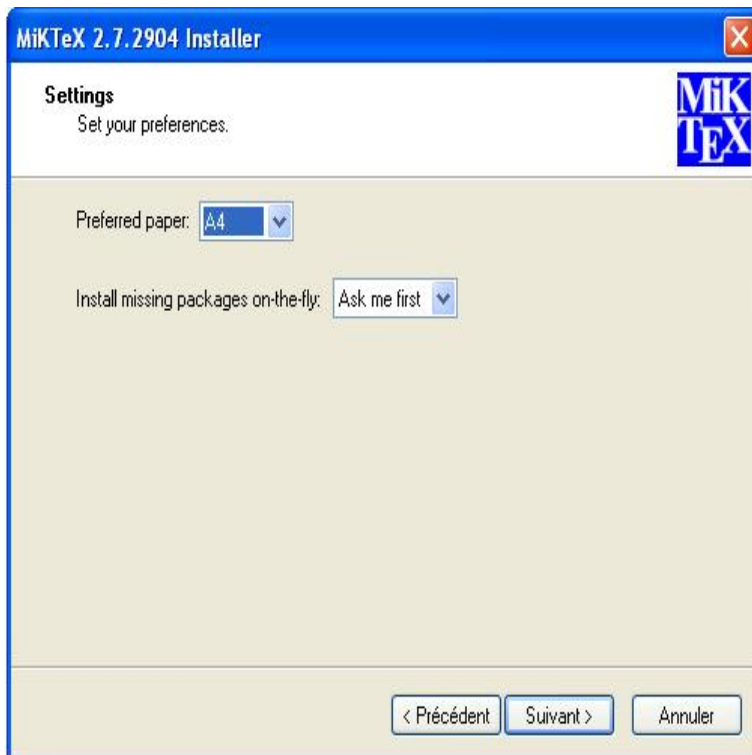 MiKTeX 2.7.2904 Installer
Settings
Set your preferences.
MiK
TEX
Preferred paper: A4
Install missing packages on-the-fly: Ask me first
< Précédent Suivant > Annuler